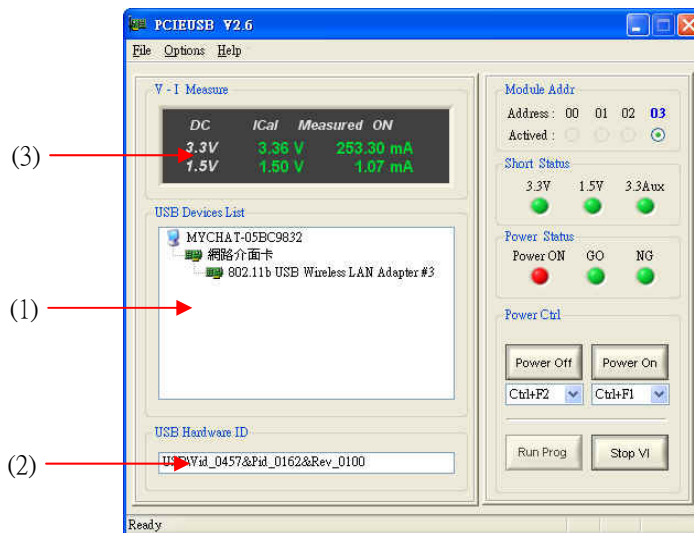 PCIEUSB V2.6
File Options Help
V - I Measure
DC ICal Measured ON
3.3V 3.36 V 253.30 mA
1.5V 1.50 V 1.07 mA
(3)
USB Devices List
MYCHAT-05BC9832
網路介面卡
802.11b USB Wireless LAN Adapter #3
(1)
USB Hardware ID
USB\Vid_0457&Pid_0162&Rev_0100
(2)
Module Addr
Address : 00 01 02 03
Actived :
Short Status
3.3V 1.5V 3.3Aux
Power Status
Power ON GO NG
Power Ctrl
Power Off Power On
Ctrl+F2 Ctrl+F1
Run Prog Stop VI
Ready